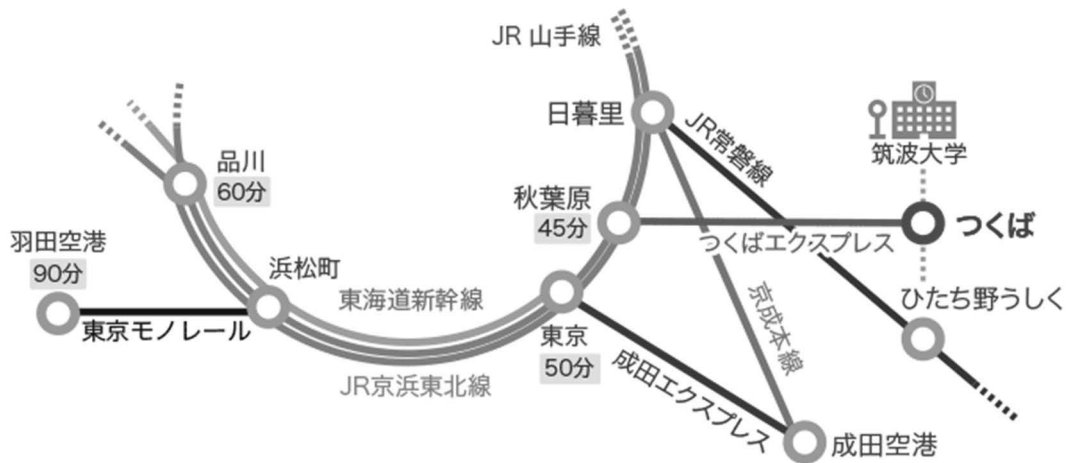 JR 山手線
日暮里
JR常磐線
筑波大学
品川
60分
秋葉原
45分
つくば
つくばエクスプレス
羽田空港
90分
浜松町
東海道新幹線
京成本線
ひたち野うしく
東京モノレール
東京
50分
成田エクスプレス
JR京浜東北線
成田空港